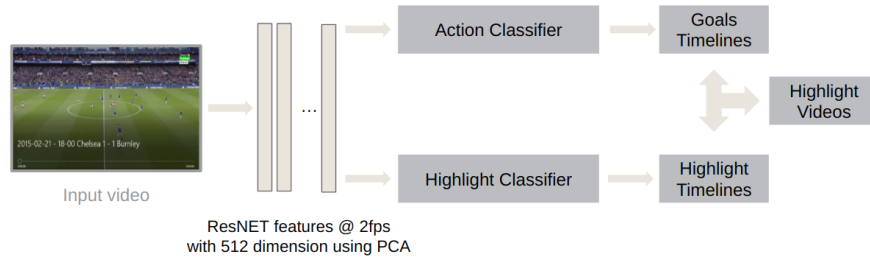 2015-02-21 - 18-00 Chelsea 1 - 1 Burnley
Input video
...
ResNET features @ 2fps
with 512 dimension using PCA
Action Classifier
Goals
Timelines
Highlight
Videos
Highlight Classifier
Highlight
Timelines